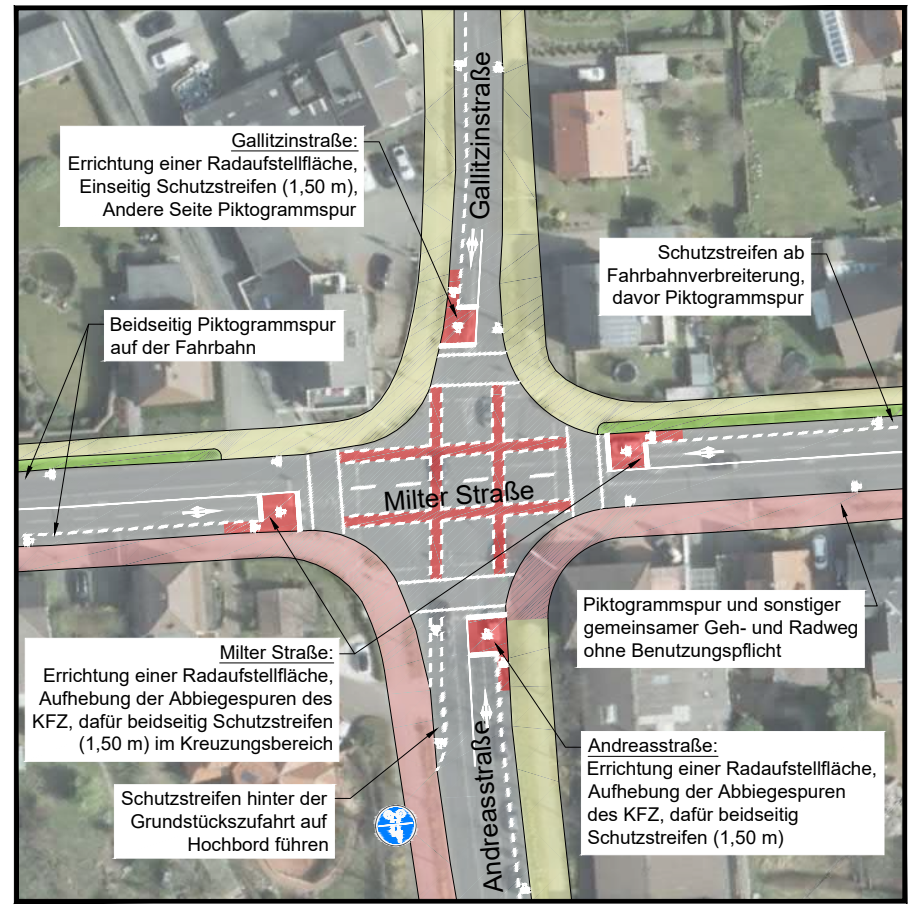 Gallitzinstraße
Gallitzinstraße:
Errichtung einer Radaufstellfläche,
Einseitig Schutzstreifen (1,50 m),
Andere Seite Piktogrammspur
Schutzstreifen ab
Fahrbahnverbreiterung,
davor Piktogrammspur
Beidseitig Piktogrammspur
auf der Fahrbahn
Milter Straße
Piktogrammspur und sonstiger
gemeinsamer Geh- und Radweg
ohne Benutzungspflicht
Milter Straße:
Errichtung einer Radaufstellfläche,
Aufhebung der Abbiegespuren des
KFZ, dafür beidseitig Schutzstreifen
(1,50 m) im Kreuzungsbereich
Andreasstraße:
Errichtung einer Radaufstellfläche,
Aufhebung der Abbiegespuren
des KFZ, dafür beidseitig
Schutzstreifen (1,50 m)
Schutzstreifen hinter der
Grundstückszufahrt auf
Hochbord führen
Andreasstraße